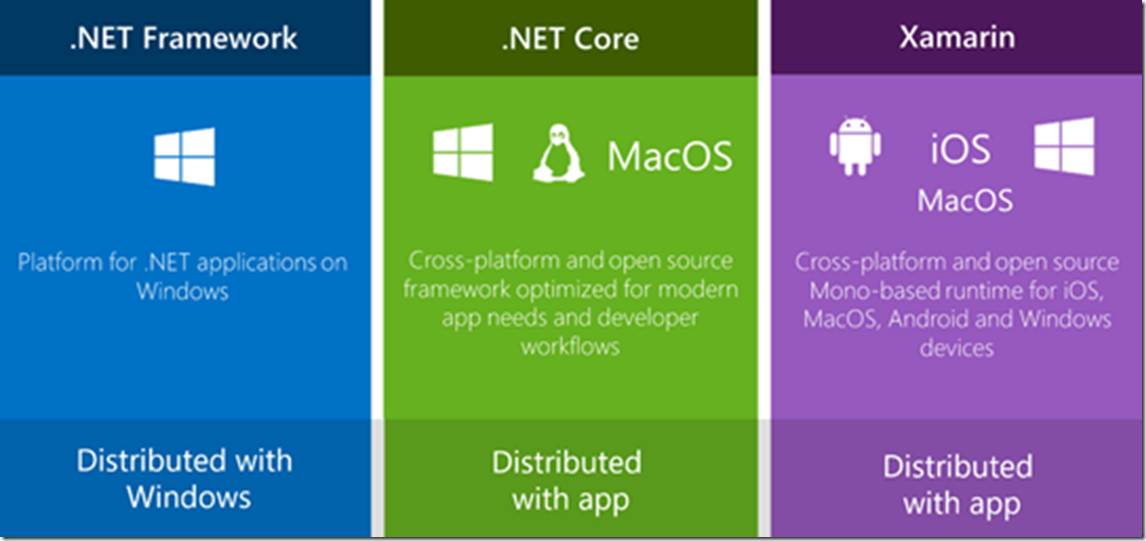 .NET Framework
Platform for .NET applications on
Windows
Distributed with
Windows
.NET Core
MacOS
Cross-platform and open source
framework optimized for modern
app needs and developer
workflows
Distributed
with app
Xamarin
iOS
MacOS
Cross-platform and open source
Mono-based runtime for iOS,
MacOS, Android and Windows
devices
Distributed
with app